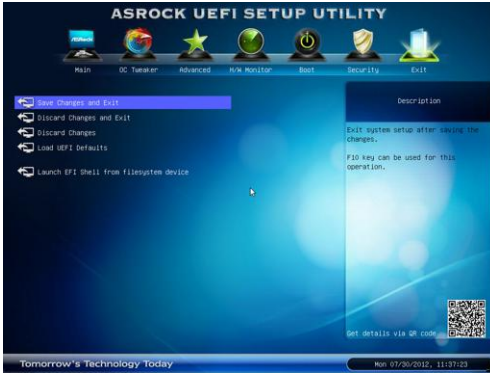 ASROCK UEFI SETUP UTILITY
Main OC Tweaker Advanced H/W Monitor Boot Security Exit
Save Changes and Exit
Discard Changes and Exit
Discard Changes
Load UEFI Defaults
Launch EFI Shell from filesystem device
Description
Exit system setup after saving the
changes.
F10 key can be used for this
operation.
Get details via QR code
Tomorrow's Technology Today
Mon 07/30/2012, 11:37:23